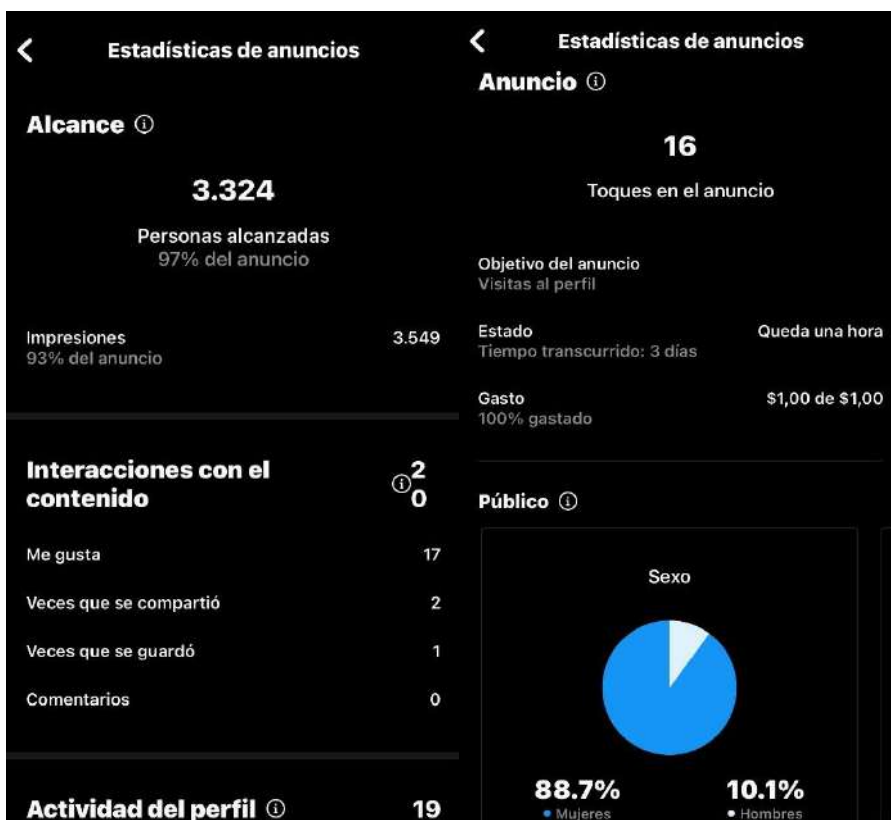 Estadísticas de anuncios
Alcance
3.324
Personas alcanzadas
97% del anuncio
Impresiones 3.549
93% del anuncio
Interacciones con el contenido 20
Me gusta 17
Veces que se compartió 2
Veces que se guardó 1
Comentarios 0
Actividad del perfil 19
Estadísticas de anuncios
Anuncio
16
Toques en el anuncio
Objetivo del anuncio
Visitas al perfil
Estado Queda una hora
Tiempo transcurrido: 3 días
Gasto $1,00 de $1,00
100% gastado
Público
Sexo
88.7% 10.1%
Mujeres Hombres